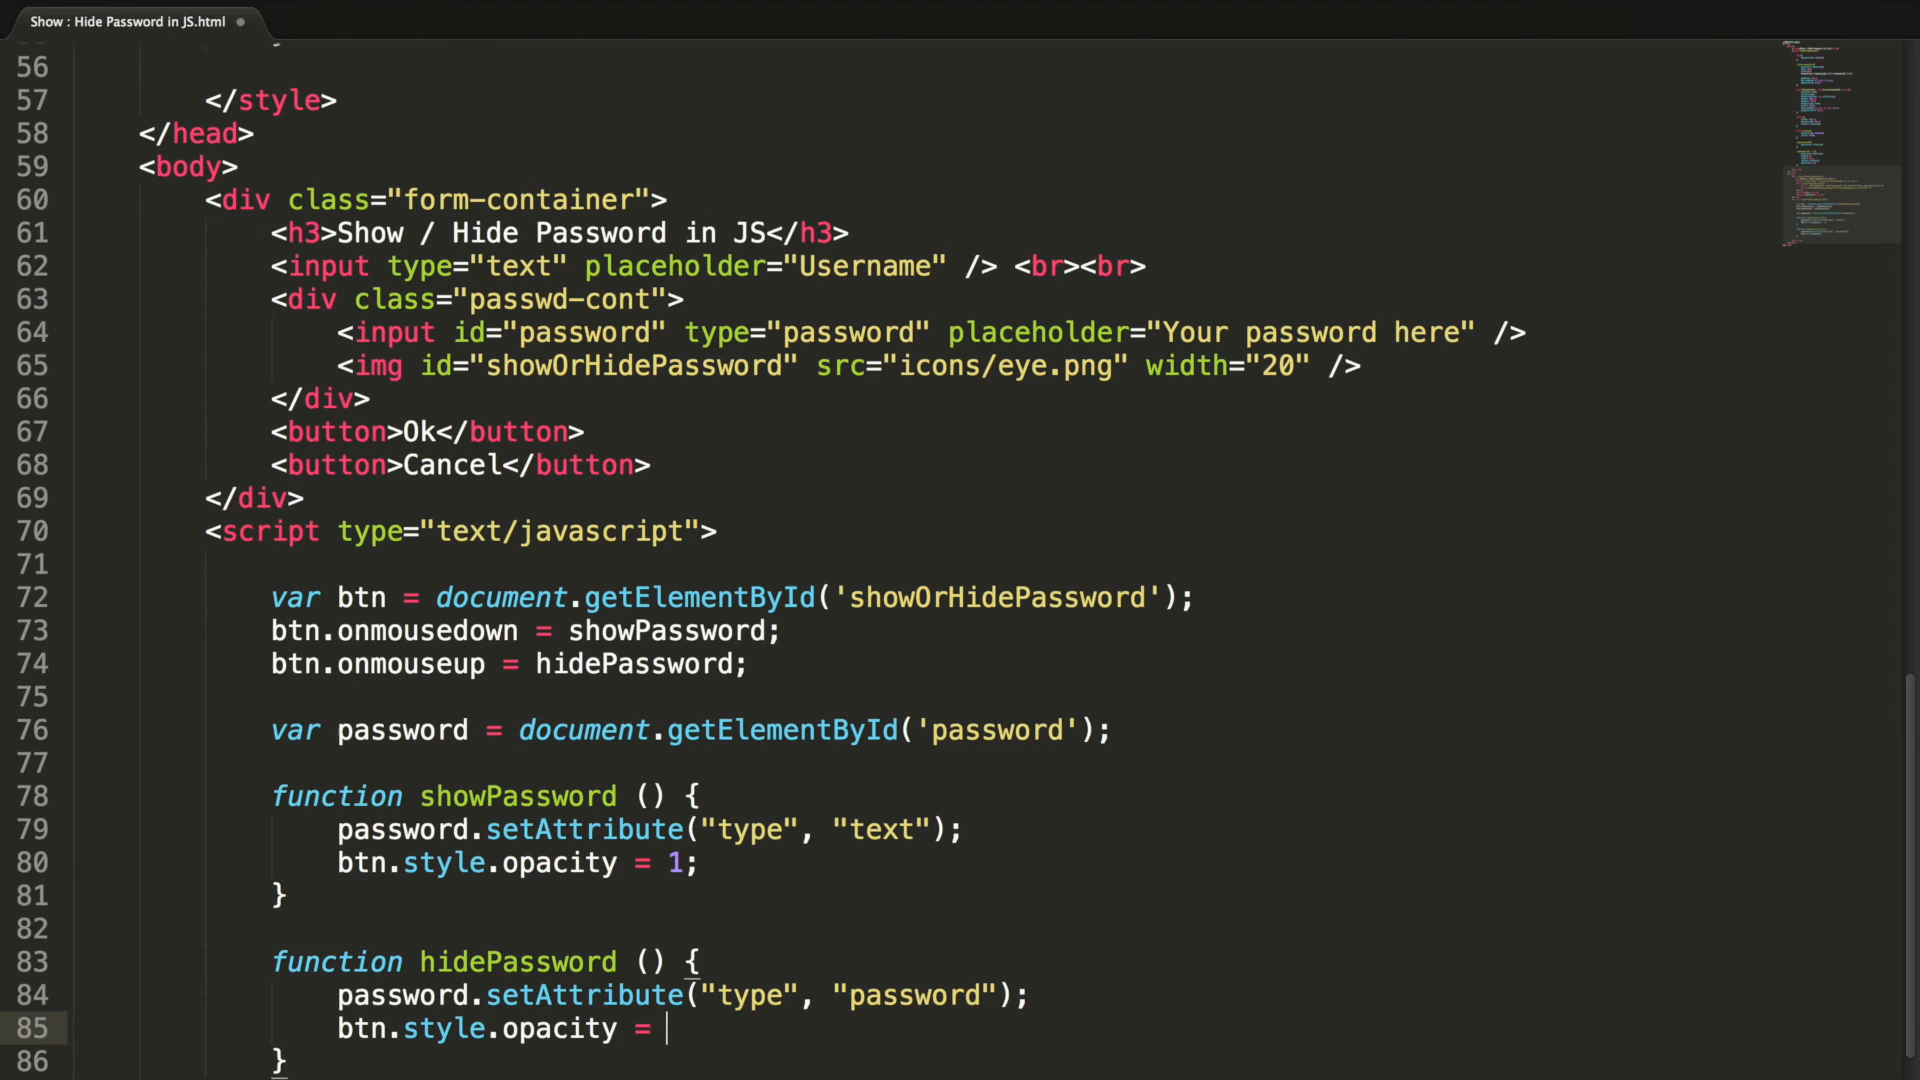 Show : Hide Password in JS.html
56
57 </style>
58 </head>
59 <body>
60 <div class="form-container">
61 <h3>Show / Hide Password in JS</h3>
62 <input type="text" placeholder="Username" /> <br><br>
63 <div class="passwd-cont">
64 <input id="password" type="password" placeholder="Your password here" />
65 <img id="showOrHidePassword" src="icons/eye.png" width="20" />
66 </div>
67 <button>Ok</button>
68 <button>Cancel</button>
69 </div>
70 <script type="text/javascript">
71
72 var btn = document.getElementById('showOrHidePassword');
73 btn.onmousedown = showPassword;
74 btn.onmouseup = hidePassword;
75
76 var password = document.getElementById('password');
77
78 function showPassword () {
79 password.setAttribute("type", "text");
80 btn.style.opacity = 1;
81 }
82
83 function hidePassword () {
84 password.setAttribute("type", "password");
85 btn.style.opacity =
86 }